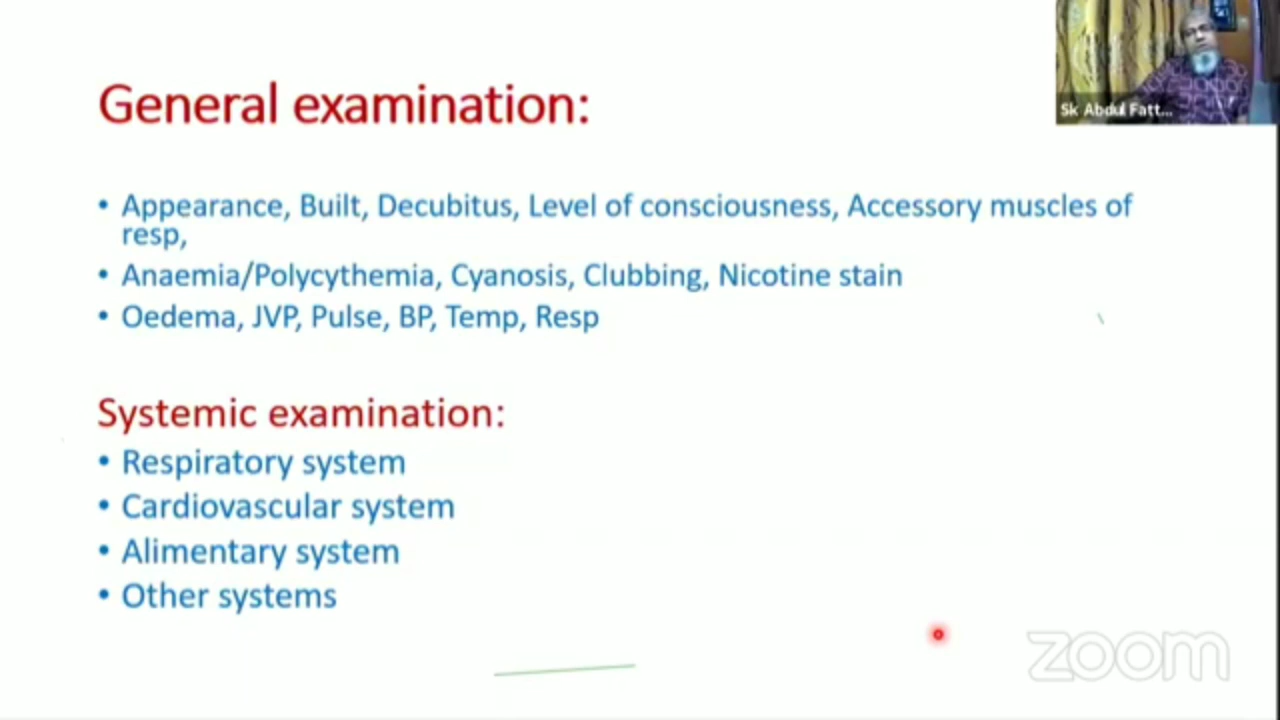 Sk Abdul Fatt...
General examination:
• Appearance, Built, Decubitus, Level of consciousness, Accessory muscles of
resp,
• Anaemia/Polycythemia, Cyanosis, Clubbing, Nicotine stain
• Oedema, JVP, Pulse, BP, Temp, Resp
Systemic examination:
• Respiratory system
• Cardiovascular system
• Alimentary system
• Other systems
zoom